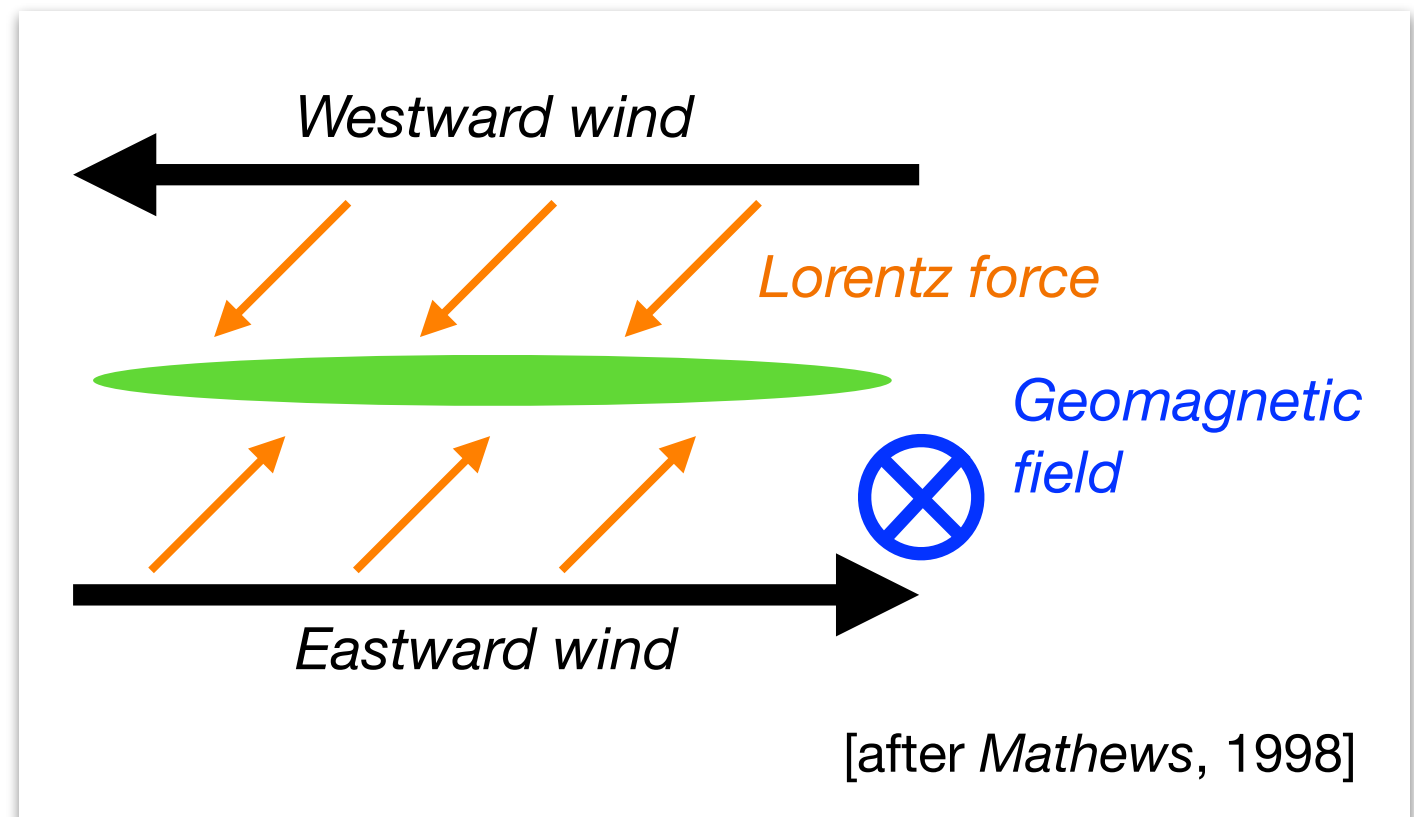 Westward wind
Lorentz force
Geomagnetic
field
Eastward wind
[after Mathews, 1998]